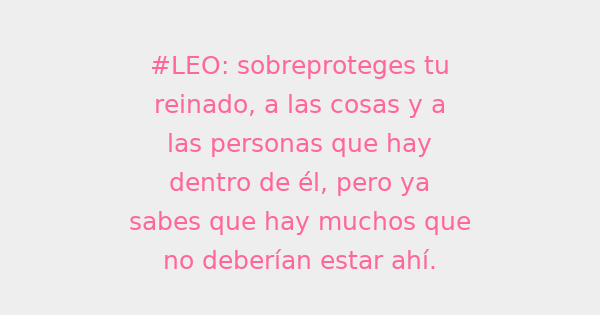 #LEO: sobreproteges tu
reinado, a las cosas y a
las personas que hay
dentro de él, pero ya
sabes que hay muchos que
no deberían estar ahí.